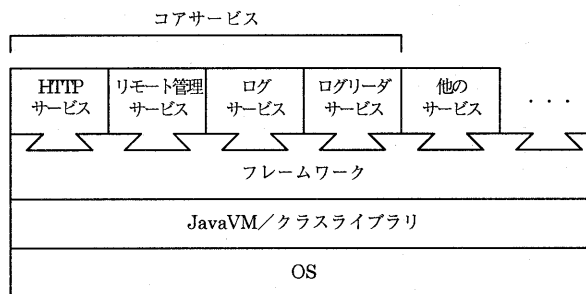 コアサービス
HTTP
サービス
リモート管理
サービス
ログ
サービス
ログリーダ
サービス
他の
サービス
・・・
フレームワーク
JavaVM／クラスライブラリ
OS